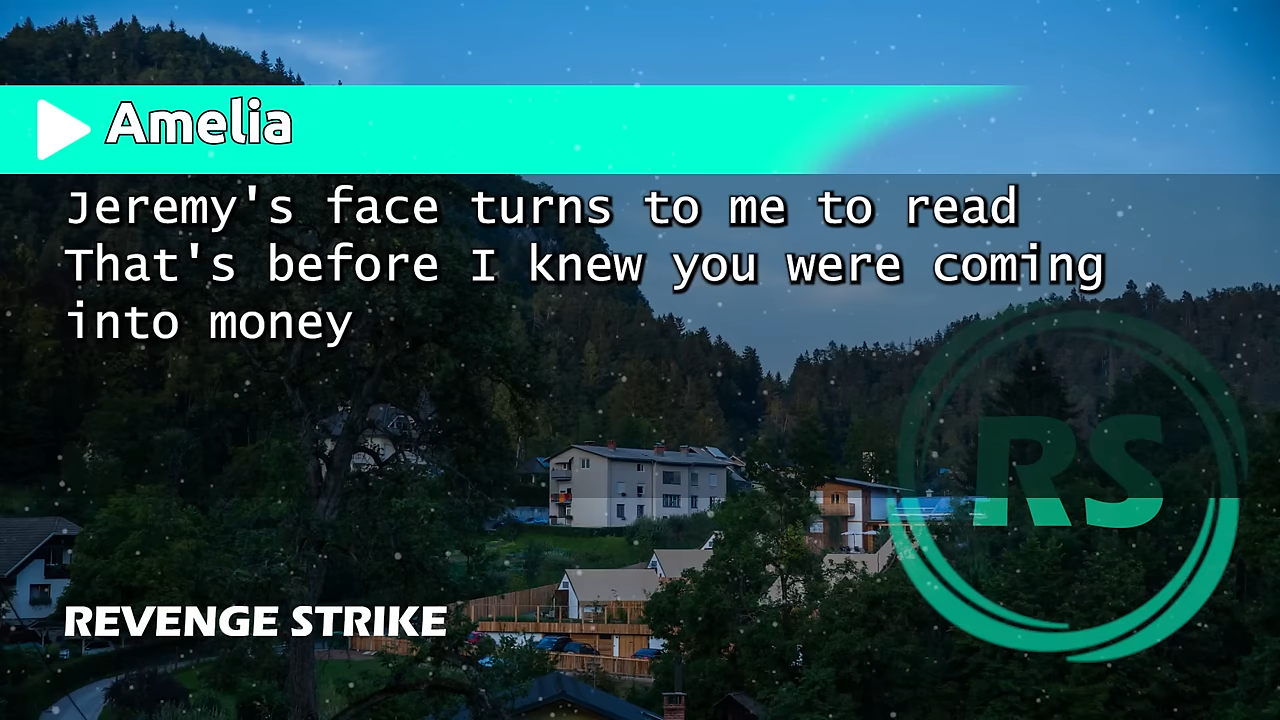 Amelia
Jeremy's face turns to me to read
That's before I knew you were coming
into money
RS
REVENGE STRIKE